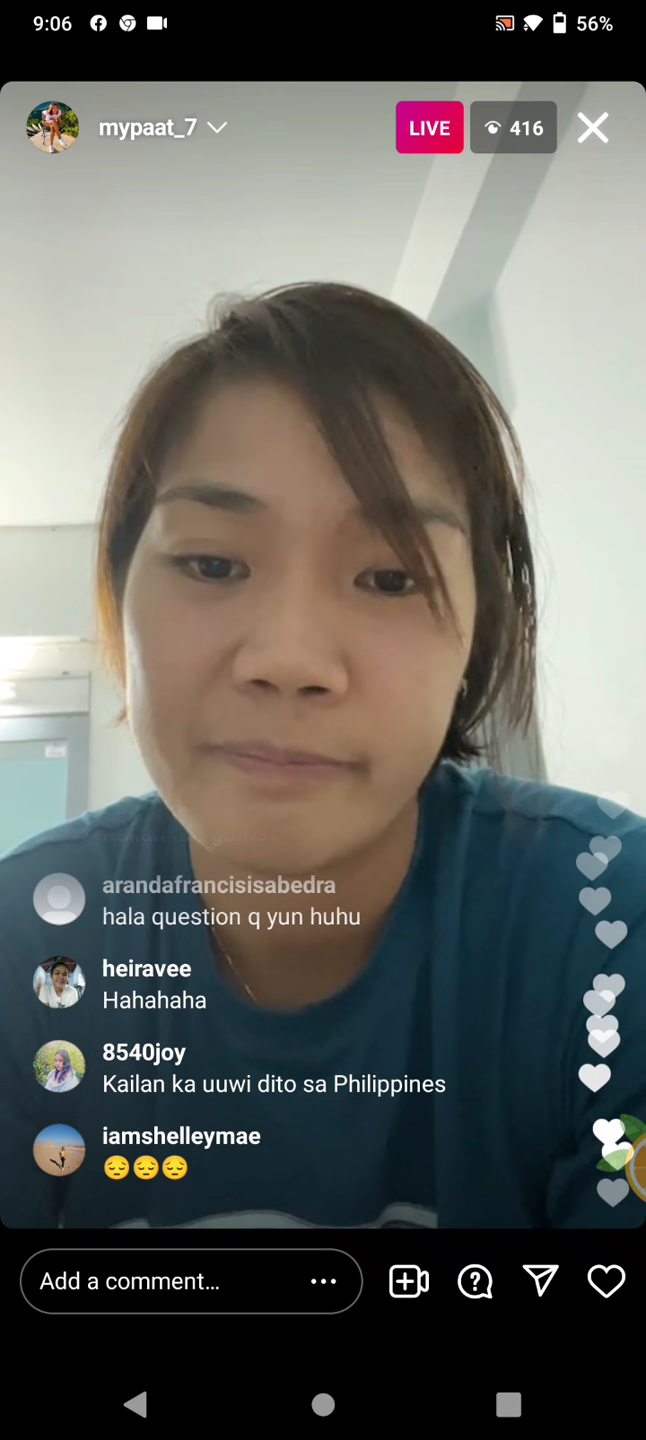 9:06
56%
mypaat_7
LIVE
416
arandafrancisisabedra
hala question q yun huhu
heiravee
Hahahaha
8540joy
Kailan ka uuwi dito sa Philippines
iamshelleymae
😔😔😔
Add a comment...